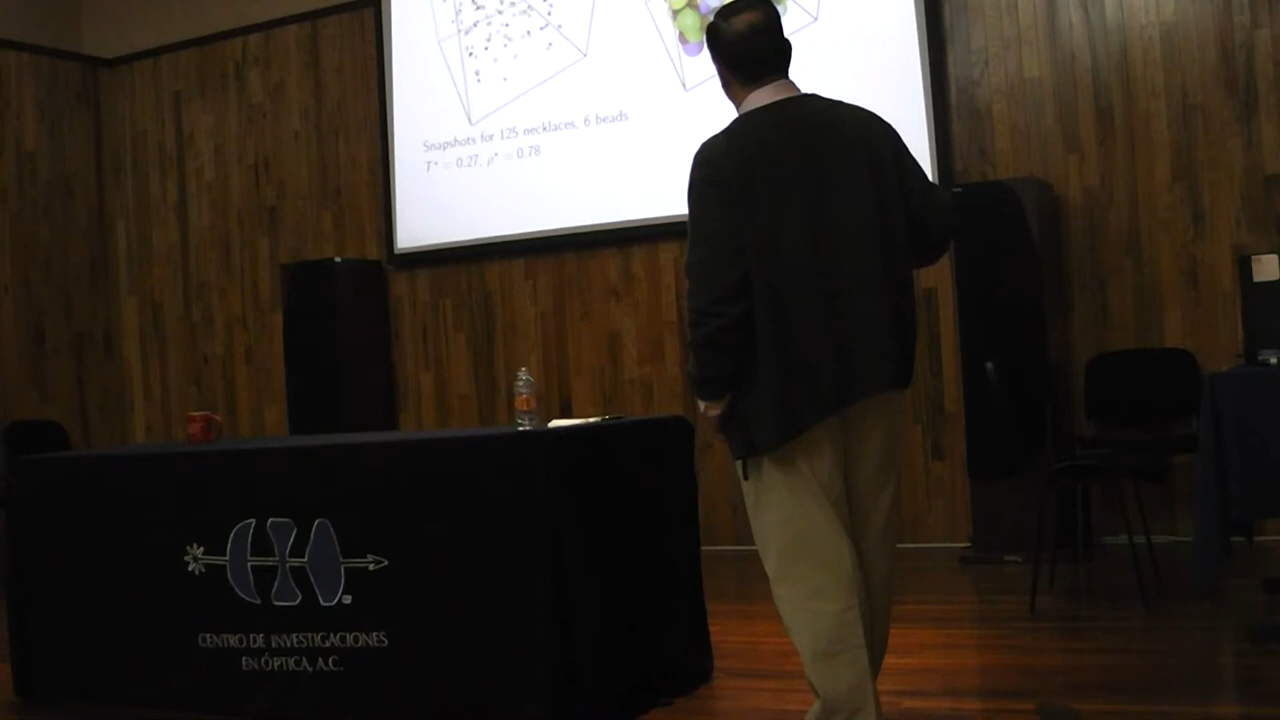 Snapshots for 125 necklaces, 6 beads
T* = 0.27, ρ* = 0.78
CENTRO DE INVESTIGACIONES
EN ÓPTICA, A.C.